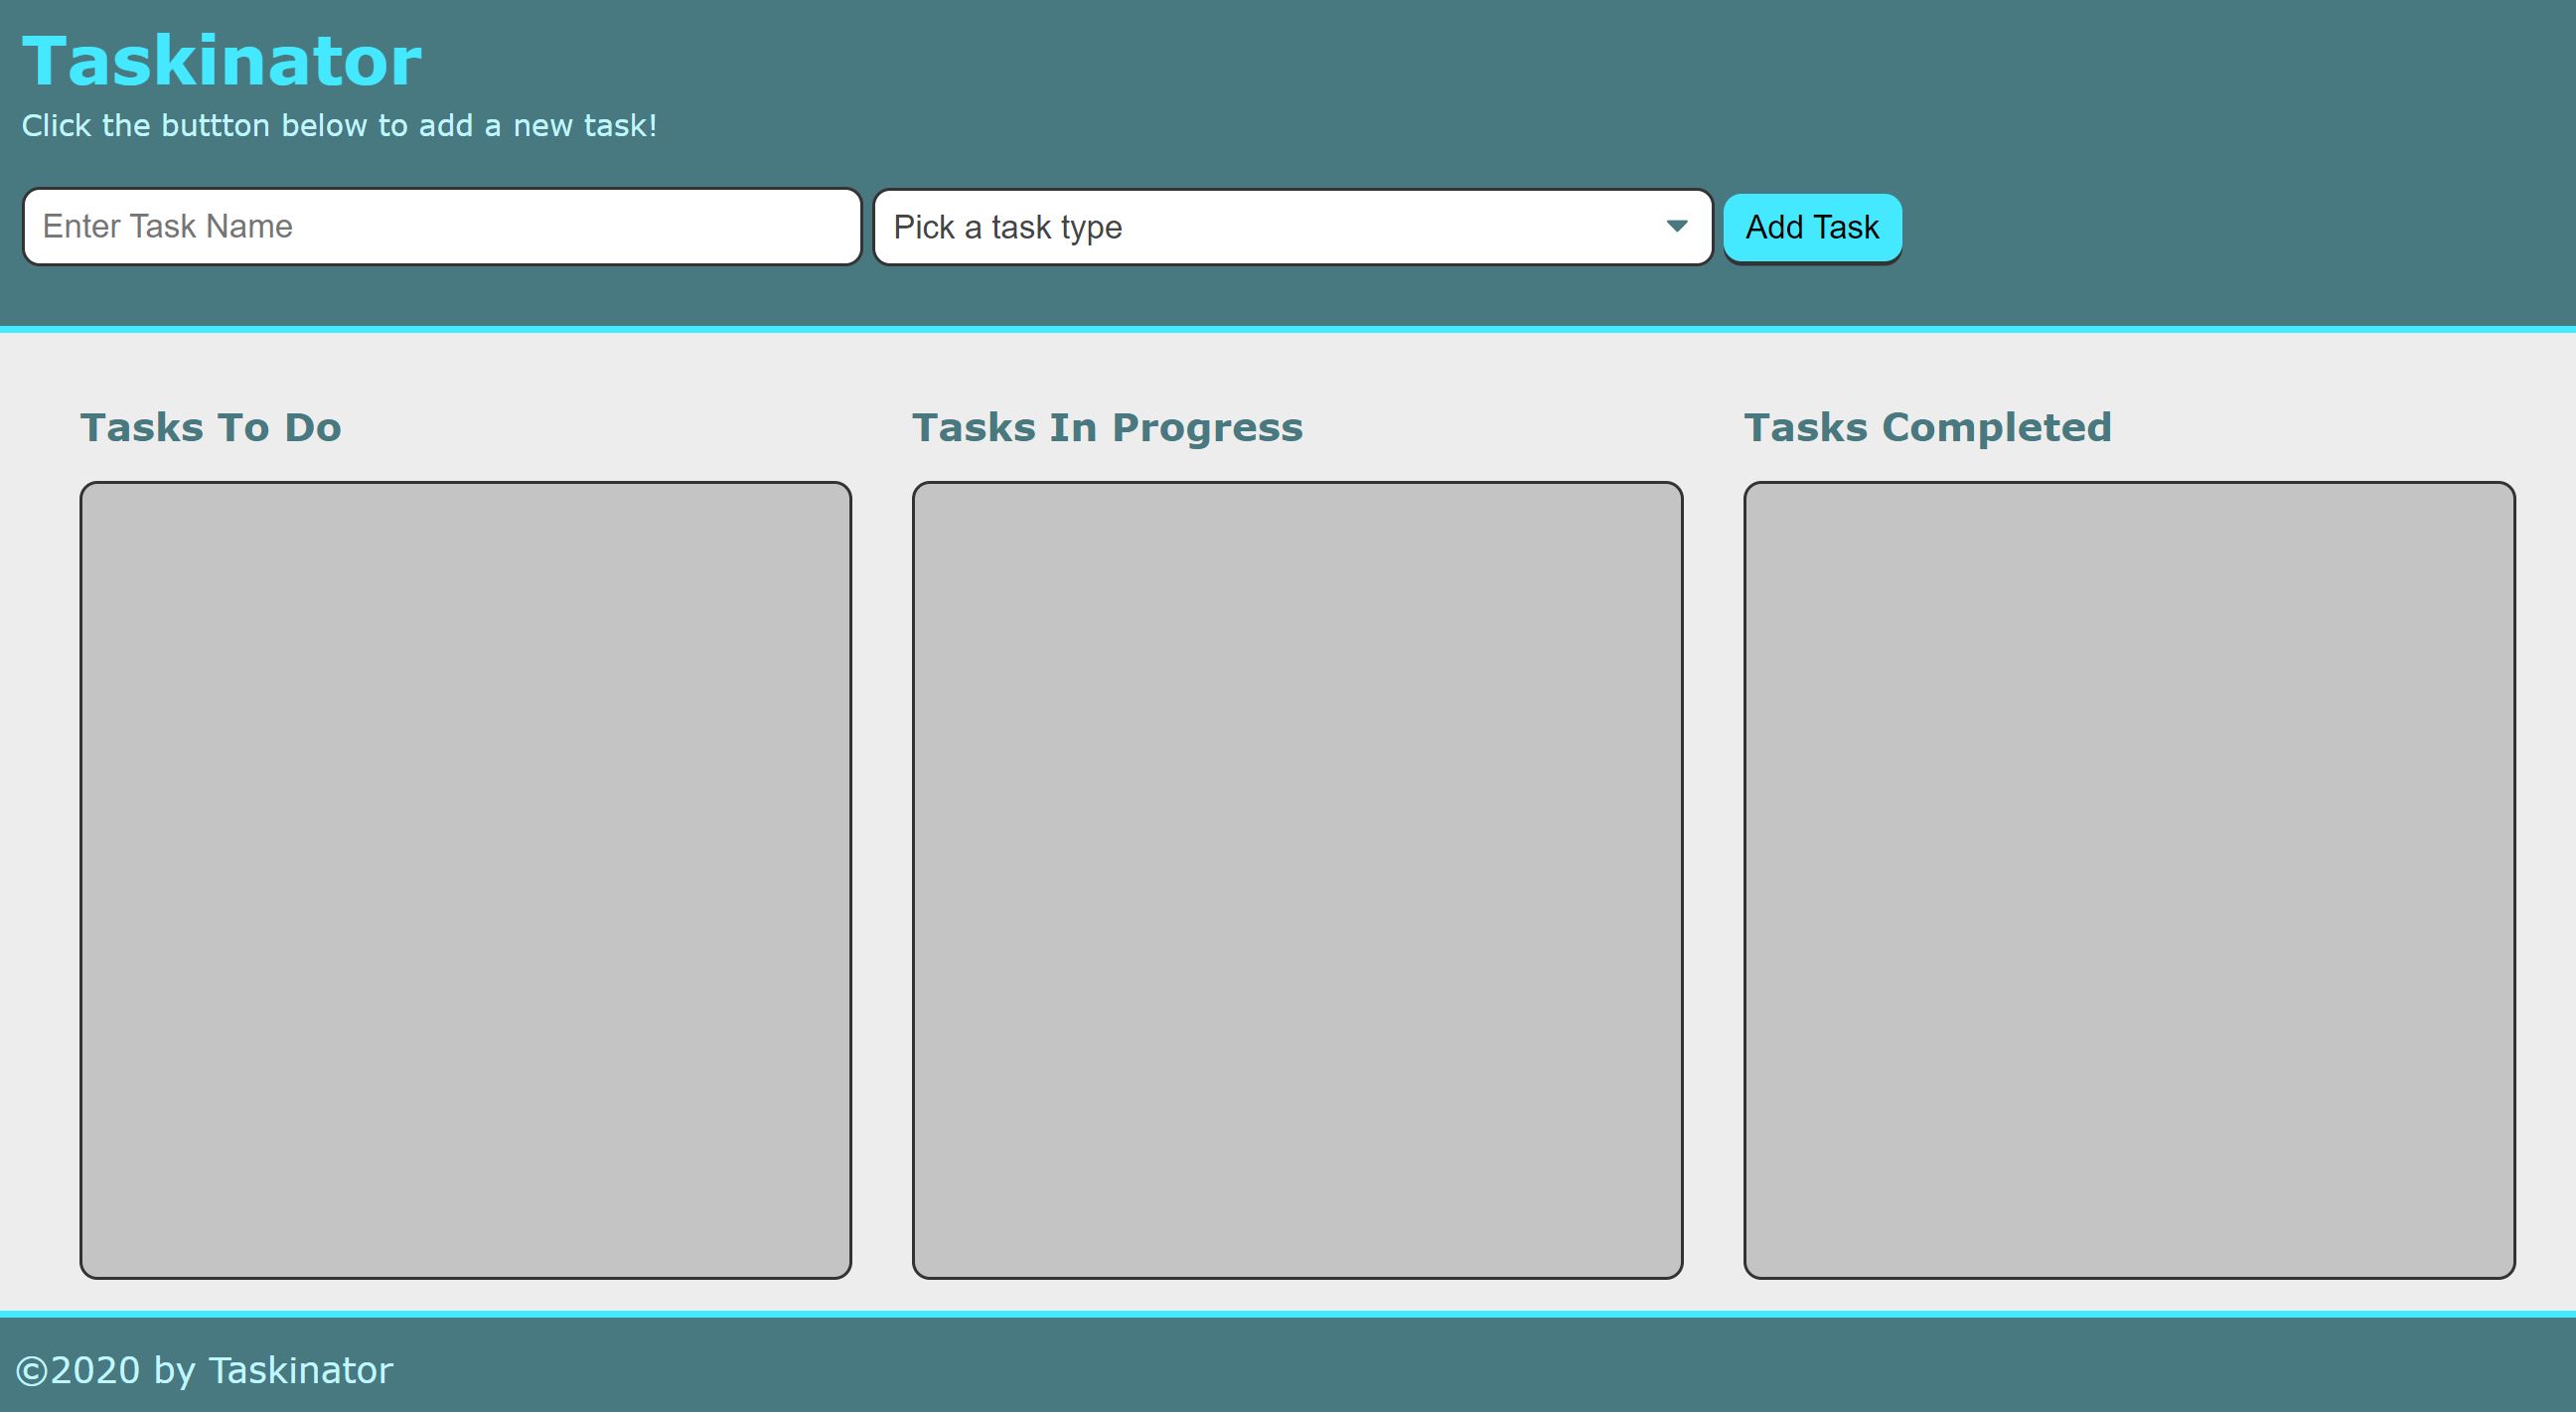 Taskinator
Click the buttton below to add a new task!
Enter Task Name
Pick a task type
Add Task
Tasks To Do
Tasks In Progress
Tasks Completed
©2020 by Taskinator